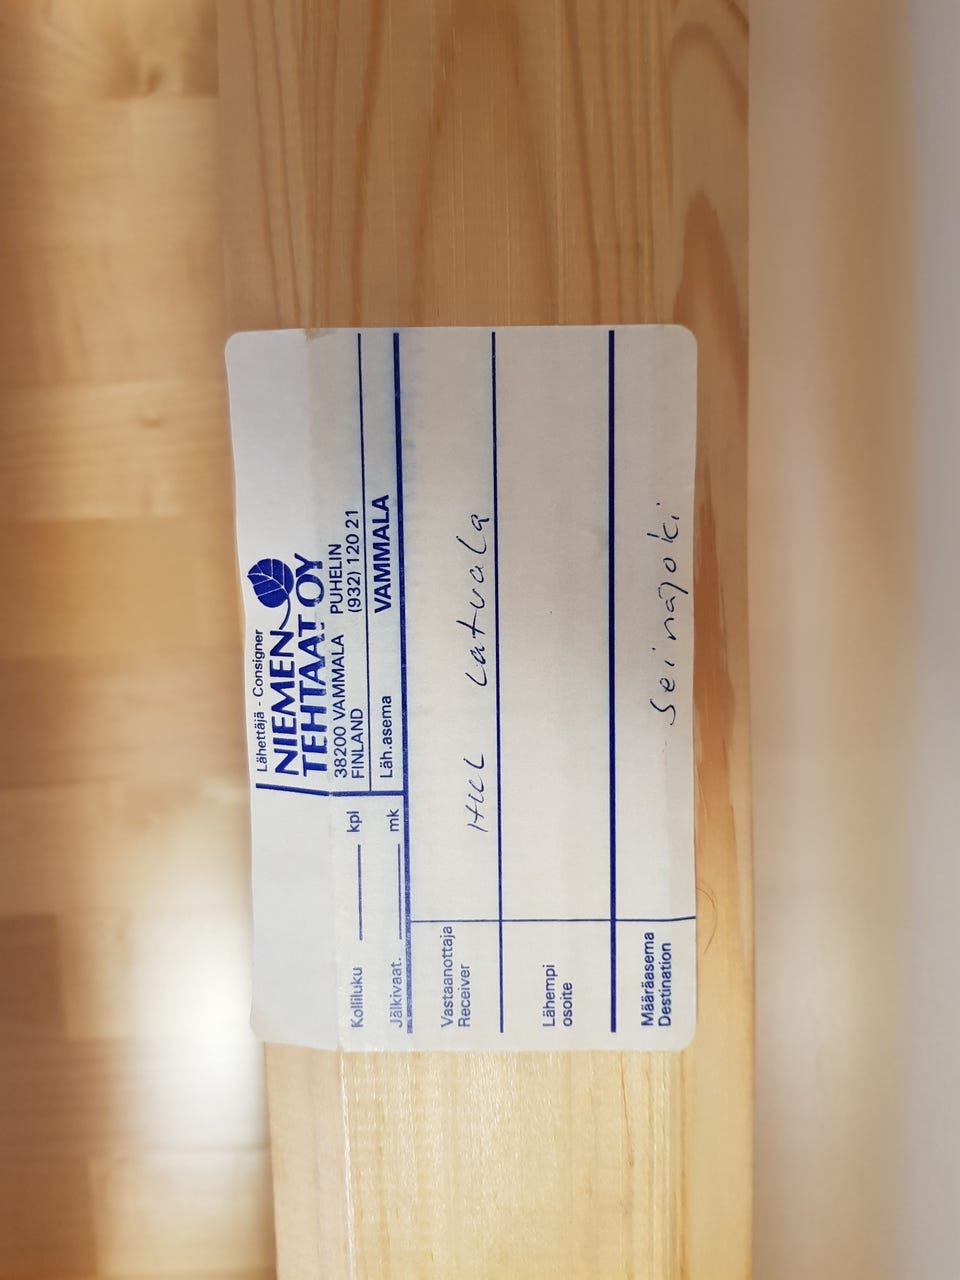 Lähettäjä - Consigner
NIEMEN
TEHTAAT OY
38200 VAMMALA PUHELIN
FINLAND (932) 120 21
Kolliluku kpl
Jälkivaat. mk
Läh.asema VAMMALA
Vastaanottaja
Receiver
Latvala
Lähempi
osoite
Määräasema
Destination
Seinäjoki